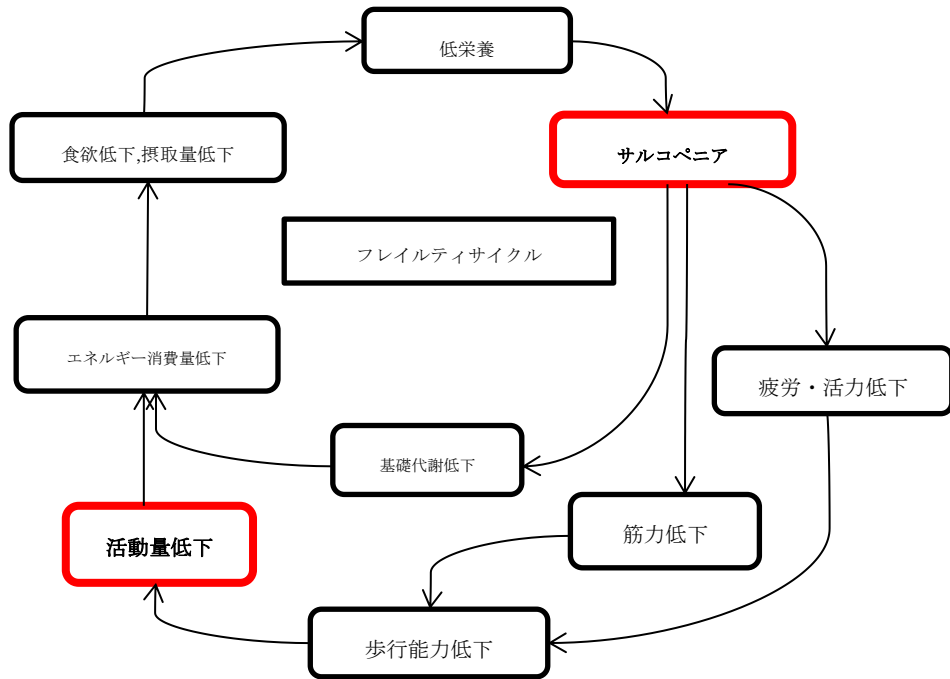 低栄養
食欲低下,摂取量低下
サルコペニア
フレイルティサイクル
エネルギー消費量低下
疲労・活力低下
基礎代謝低下
筋力低下
活動量低下
歩行能力低下